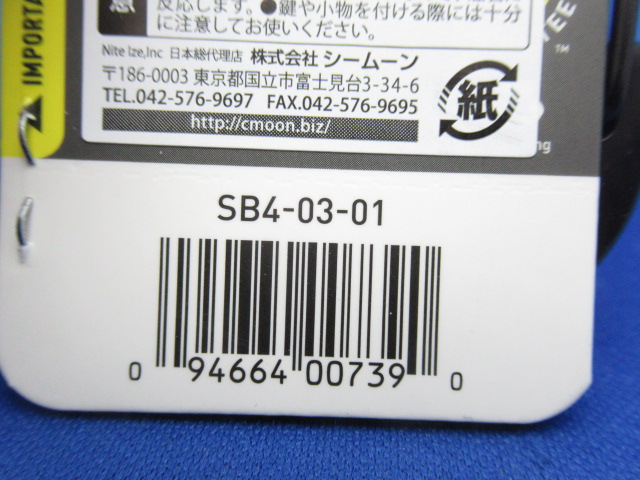 反応します。●鍵や小物を付ける際には十分
に注意してお使いください。
Nite Ize,Inc 日本総代理店 株式会社 シームーン
〒186-0003 東京都国立市富士見台3-34-6
TEL.042-576-9697 FAX.042-576-9695
http://cmoon.biz/
紙
SB4-03-01
0 94664 00739 0